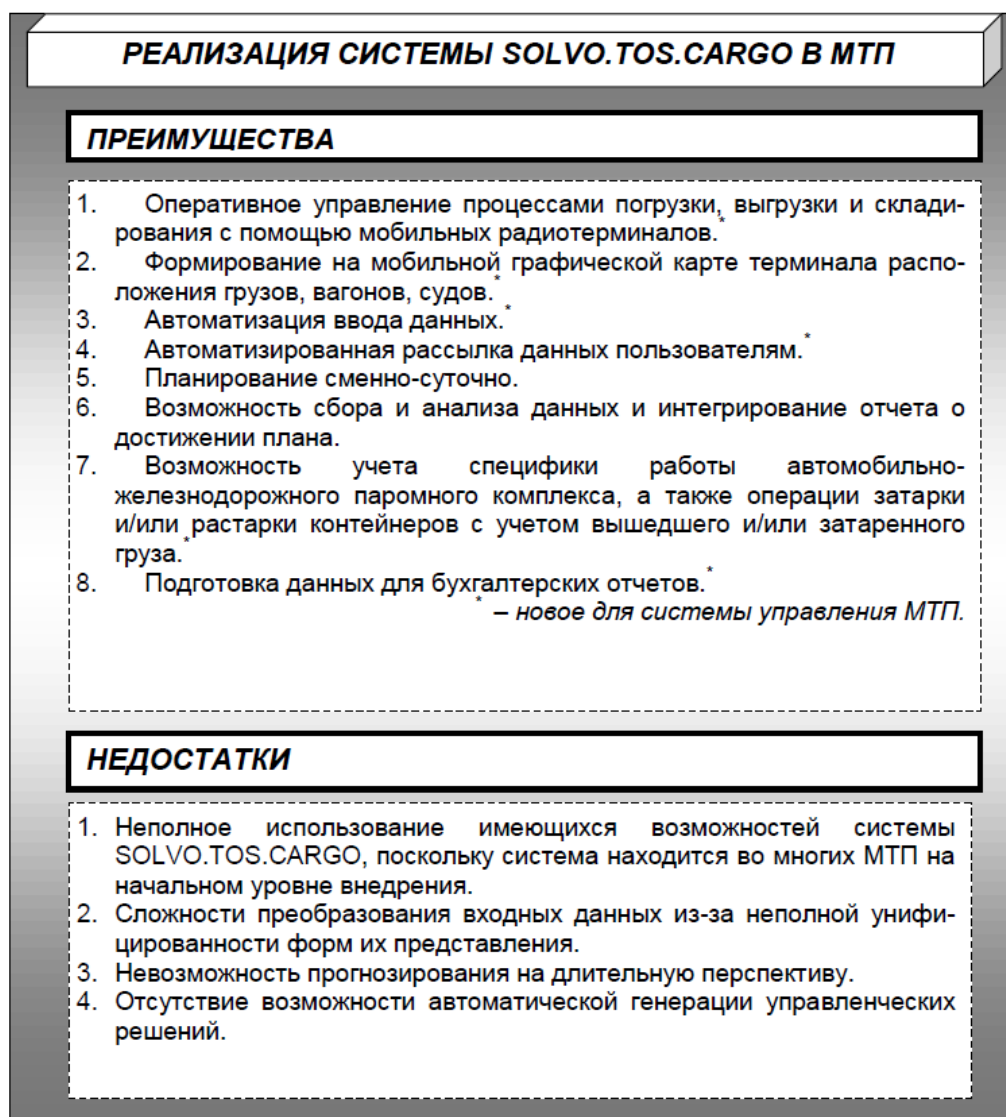 РЕАЛИЗАЦИЯ СИСТЕМЫ SOLVO.TOS.CARGO В МТП
ПРЕИМУЩЕСТВА
1. Оперативное управление процессами погрузки, выгрузки и склади-
рования с помощью мобильных радиотерминалов.*
2. Формирование на мобильной графической карте терминала распо-
ложения грузов, вагонов, судов.*
3. Автоматизация ввода данных.*
4. Автоматизированная рассылка данных пользователям.*
5. Планирование сменно-суточно.
6. Возможность сбора и анализа данных и интегрирование отчета о
достижении плана.
7. Возможность учета специфики работы автомобильно-
железнодорожного паромного комплекса, а также операции затарки
и/или растарки контейнеров с учетом вышедшего и/или затаренного
груза.*
8. Подготовка данных для бухгалтерских отчетов.*
* – новое для системы управления МТП.
НЕДОСТАТКИ
1. Неполное использование имеющихся возможностей системы
SOLVO.TOS.CARGO, поскольку система находится во многих МТП на
начальном уровне внедрения.
2. Сложности преобразования входных данных из-за неполной унифи-
цированности форм их представления.
3. Невозможность прогнозирования на длительную перспективу.
4. Отсутствие возможности автоматической генерации управленческих
решений.